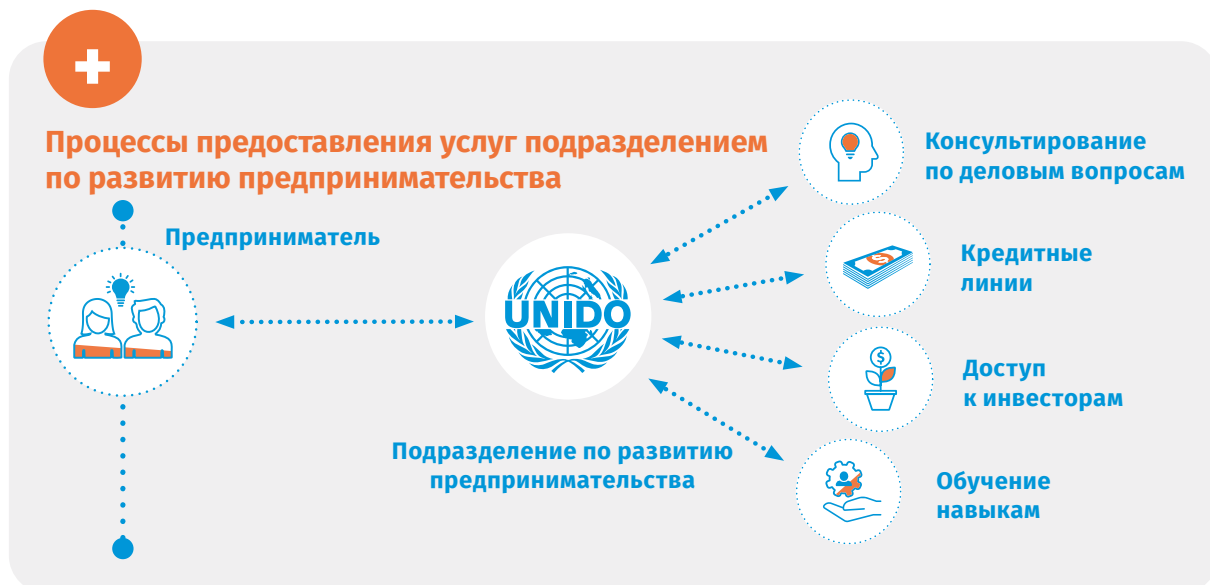 Процессы предоставления услуг подразделением
по развитию предпринимательства
Предприниматель
UNIDO
Подразделение по развитию
предпринимательства
Консультирование
по деловым вопросам
Кредитные
линии
Доступ
к инвесторам
Обучение
навыкам